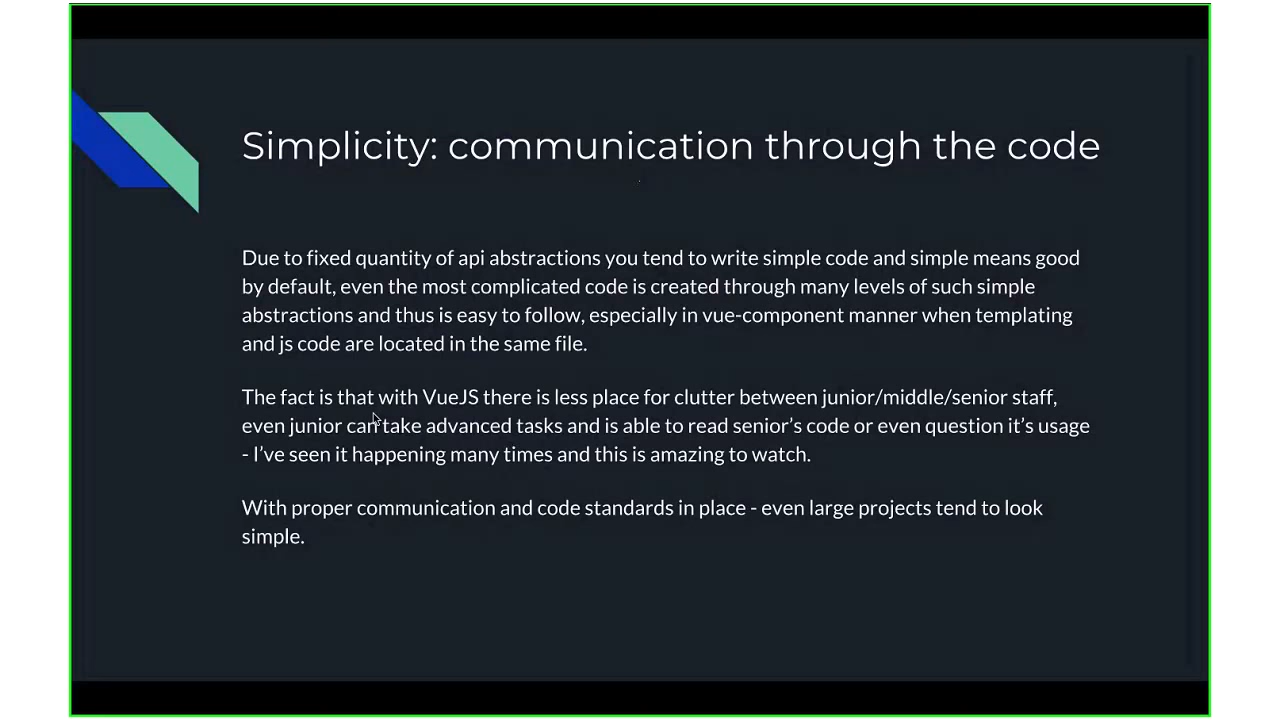 Simplicity: communication through the code
Due to fixed quantity of api abstractions you tend to write simple code and simple means good
by default, even the most complicated code is created through many levels of such simple
abstractions and thus is easy to follow, especially in vue-component manner when templating
and js code are located in the same file.
The fact is that with VueJS there is less place for clutter between junior/middle/senior staff,
even junior can take advanced tasks and is able to read senior’s code or even question it’s usage
- I’ve seen it happening many times and this is amazing to watch.
With proper communication and code standards in place - even large projects tend to look
simple.